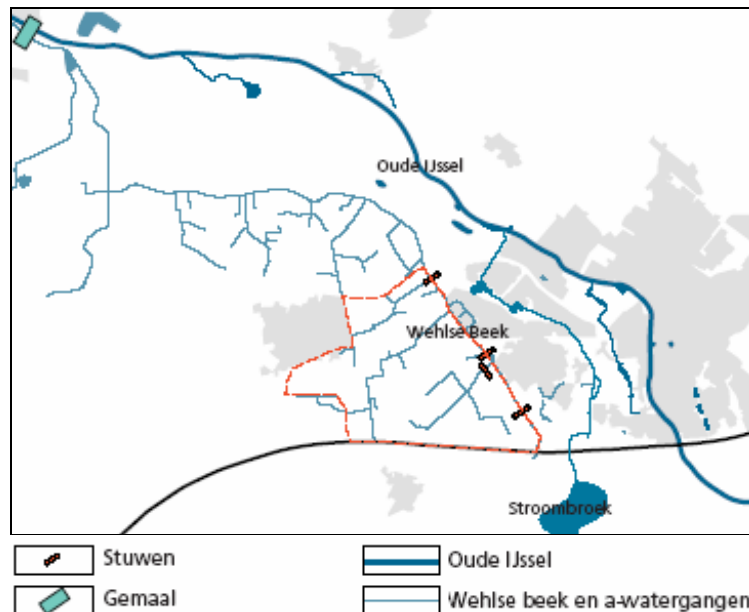 Oude IJssel
Wehlse Beek
Stroombroek
Stuwen
Oude IJssel
Gemaal
Wehlse beek en a-watergangen